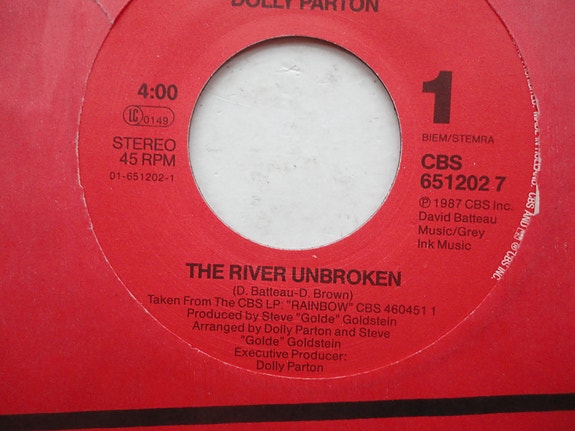 DOLLY PARTON
4:00
LC 0149
STEREO
45 RPM
01-651202-1
1
BIEM/STEMRA
CBS
651202 7
℗ 1987 CBS Inc.
David Batteau
Music/Grey
Ink Music
THE RIVER UNBROKEN
(D. Batteau-D. Brown)
Taken From The CBS LP: "RAINBOW" CBS 460451 1
Produced by Steve "Golde" Goldstein
Arranged by Dolly Parton and Steve
"Golde" Goldstein
Executive Producer:
Dolly Parton